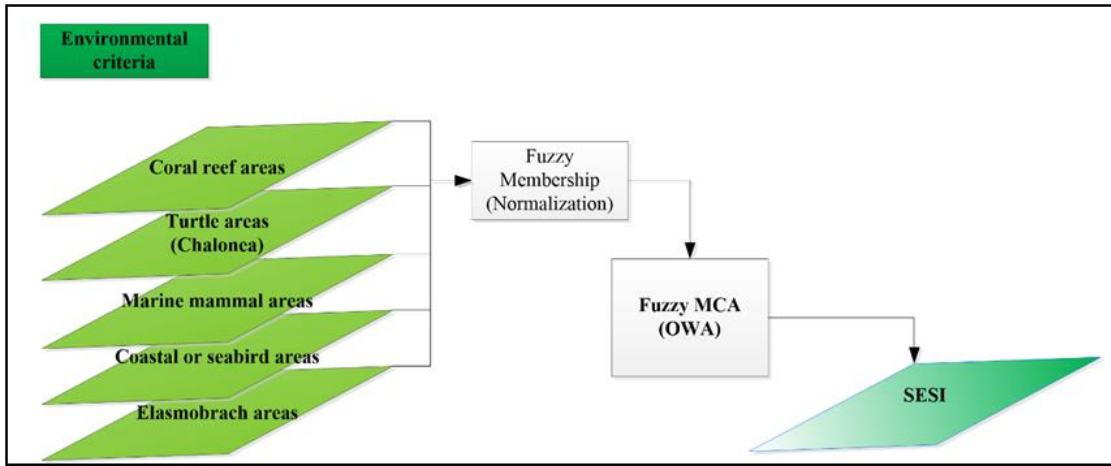 Environmental
criteria
Coral reef areas
Turtle areas
(Chalonea)
Marine mammal areas
Coastal or seabird areas
Elasmobrach areas
Fuzzy
Membership
(Normalization)
Fuzzy MCA
(OWA)
SESI